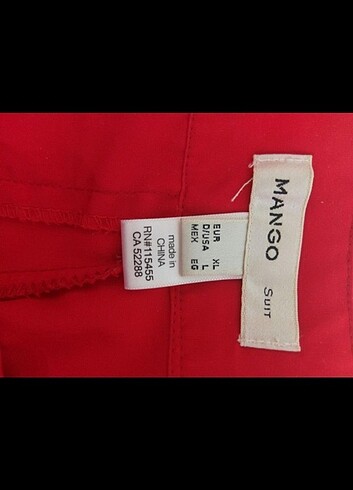 MANGO SUIT
EUR XL
D/USA L
MEX EG
made in
CHINA
RN#115455
CA 52288